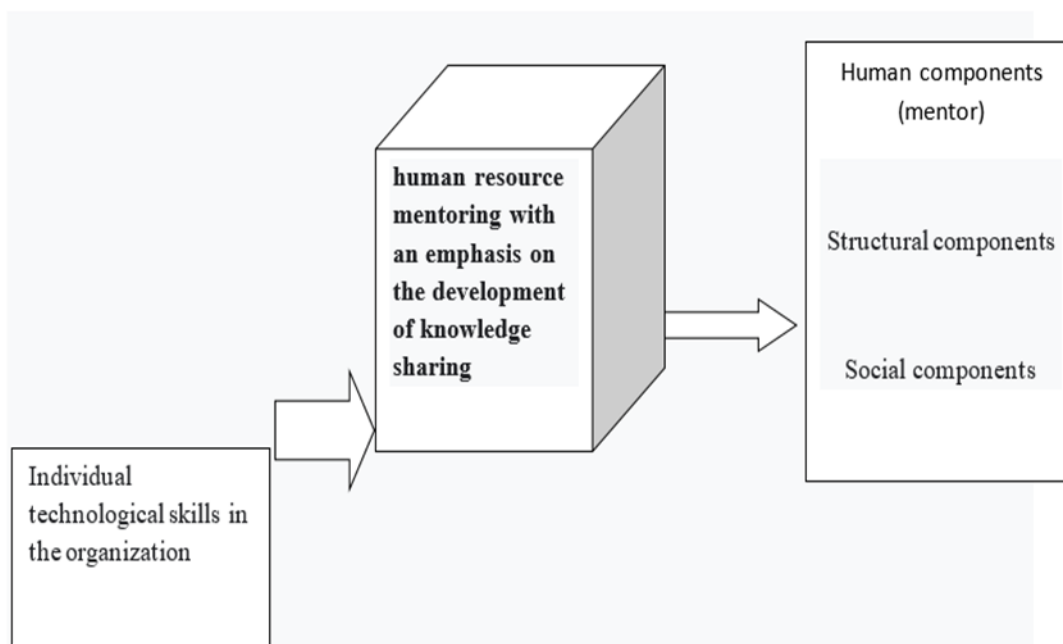 Individual
technological skills in
the organization
human resource
mentoring with
an emphasis on
the development
of knowledge
sharing
Human components
(mentor)
Structural components
Social components